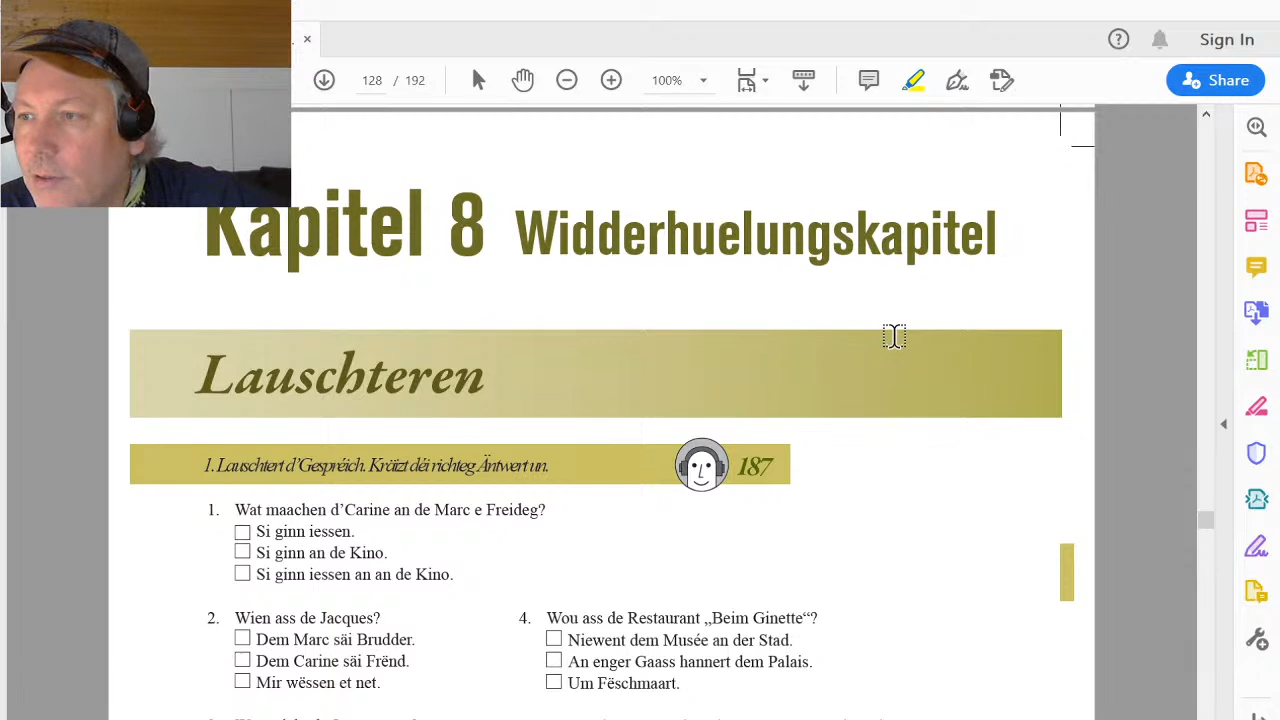 Sign In
128 / 192
100%
Share
Kapitel 8 Widderhuelungskapitel
Lauschteren
1. Lauschtert d'Gespréich. Kräizt déi richteg Äntwert un.
187
1. Wat maachen d’Carine an de Marc e Freideg?
Si ginn iessen.
Si ginn an de Kino.
Si ginn iessen an an de Kino.
2. Wien ass de Jacques?
Dem Marc säi Brudder.
Dem Carine säi Frënd.
Mir wëssen et net.
4. Wou ass de Restaurant „Beim Ginette“?
Niewent dem Musée an der Stad.
An enger Gaass hannert dem Palais.
Um Fëschmaart.